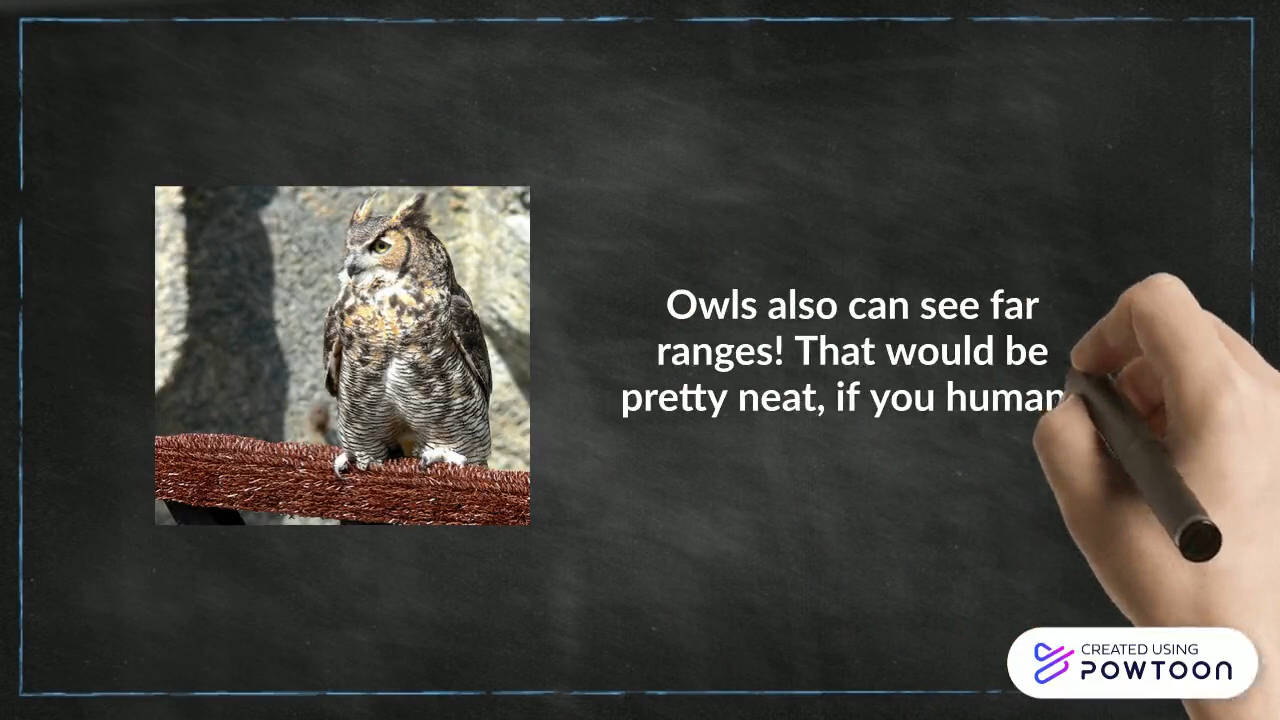 Owls also can see far
ranges! That would be
pretty neat, if you human
CREATED USING
POWTOON